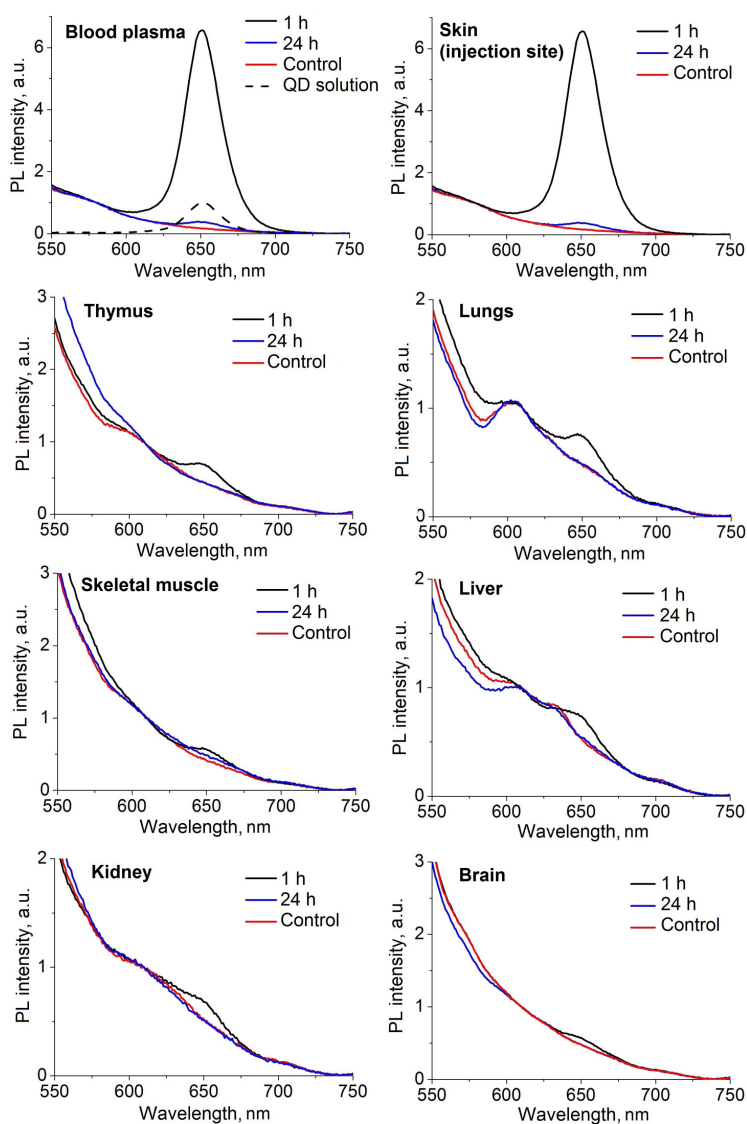 Blood plasma
1 h
24 h
Control
QD solution
PL intensity, a.u.
6
4
2
0
550 600 650 700 750
Wavelength, nm
Skin
(injection site)
1 h
24 h
Control
PL intensity, a.u.
6
4
2
0
550 600 650 700 750
Wavelength, nm
Thymus
1 h
24 h
Control
PL intensity, a.u.
3
2
1
0
550 600 650 700 750
Wavelength, nm
Lungs
1 h
24 h
Control
PL intensity, a.u.
2
1
0
550 600 650 700 750
Wavelength, nm
Skeletal muscle
1 h
24 h
Control
PL intensity, a.u.
3
2
1
0
550 600 650 700 750
Wavelength, nm
Liver
1 h
24 h
Control
PL intensity, a.u.
2
1
0
550 600 650 700 750
Wavelength, nm
Kidney
1 h
24 h
Control
PL intensity, a.u.
2
1
0
550 600 650 700 750
Wavelength, nm
Brain
1 h
24 h
Control
PL intensity, a.u.
3
2
1
0
550 600 650 700 750
Wavelength, nm